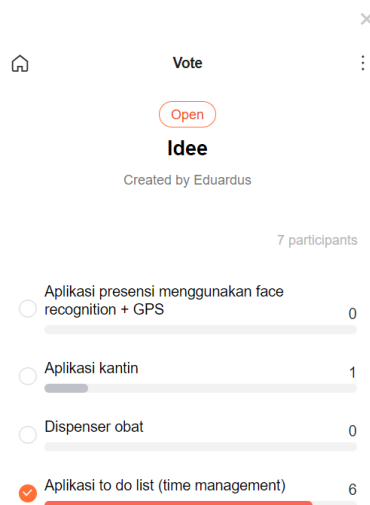 Vote
Open
Idee
Created by Eduardus
7 participants
Aplikasi presensi menggunakan face
recognition + GPS
0
Aplikasi kantin
1
Dispenser obat
0
Aplikasi to do list (time management)
6